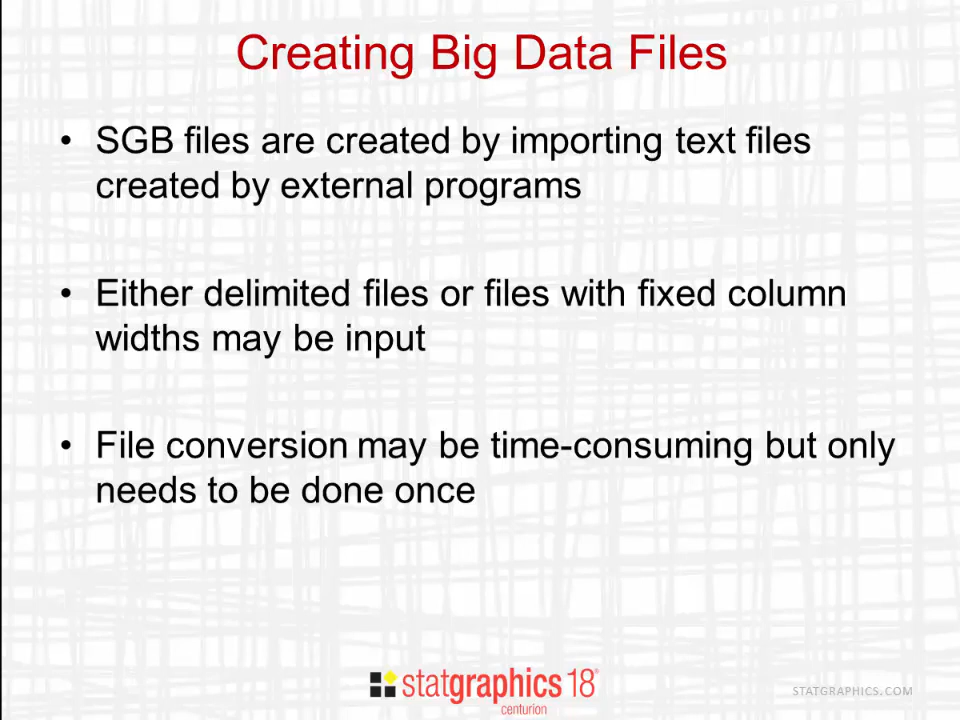 Creating Big Data Files
• SGB files are created by importing text files
created by external programs
• Either delimited files or files with fixed column
widths may be input
• File conversion may be time-consuming but only
needs to be done once
statgraphics 18®
centurion
STATGRAPHICS.COM